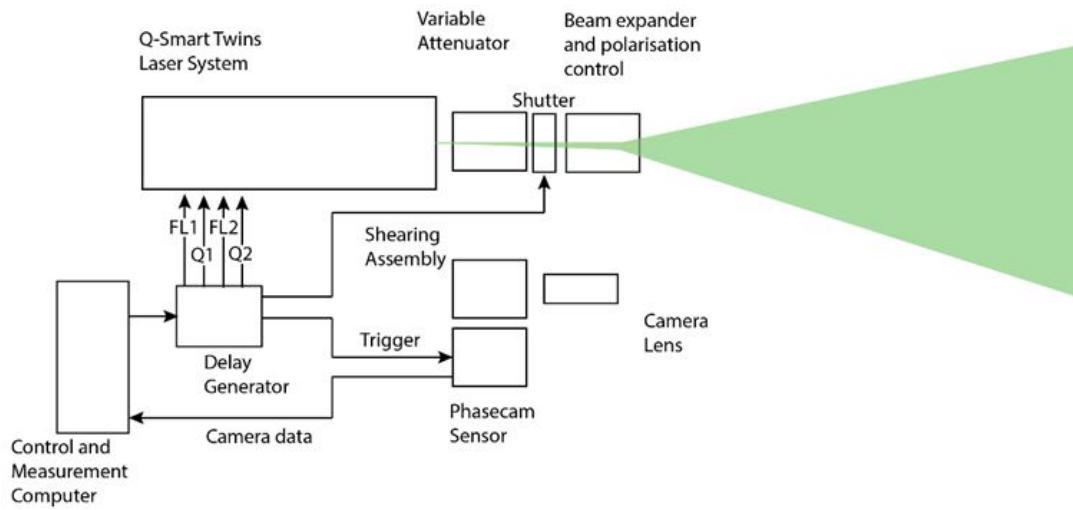 Q-Smart Twins
Laser System
Variable
Attenuator
Beam expander
and polarisation
control
Shutter
FL1
Q1
FL2
Q2
Shearing
Assembly
Camera
Lens
Trigger
Delay
Generator
Phasecam
Sensor
Camera data
Control and
Measurement
Computer